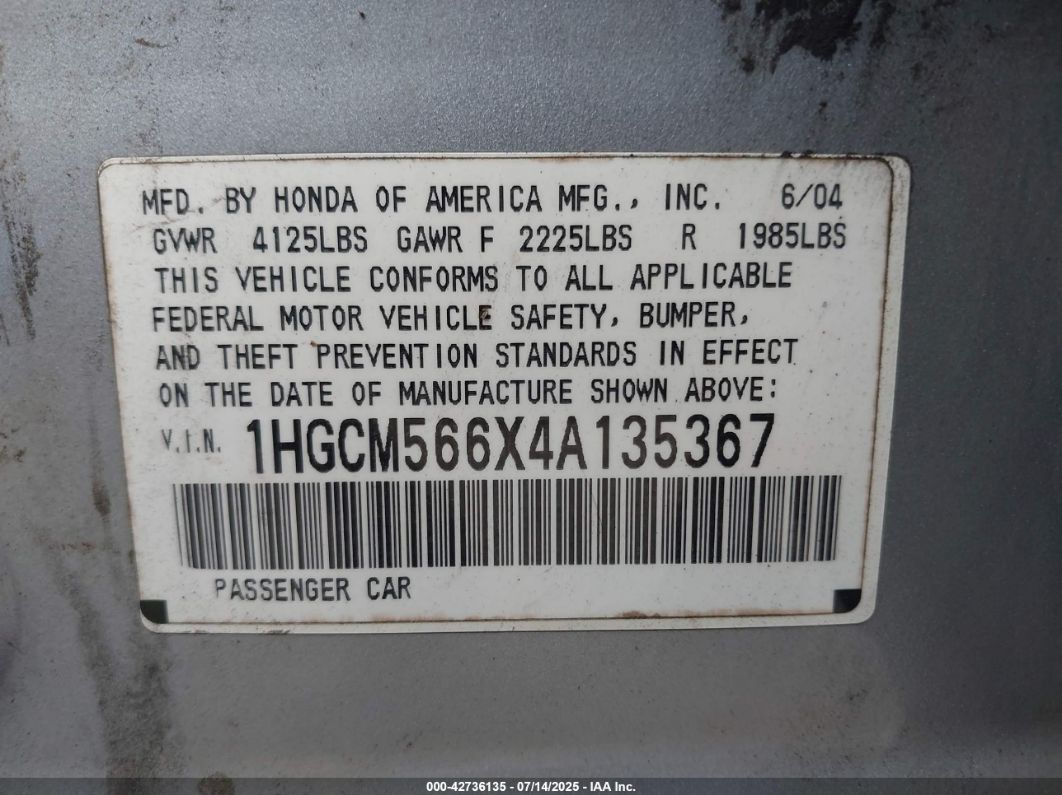 MFD. BY HONDA OF AMERICA MFG., INC. 6/04
GVWR 4125LBS GAWR F 2225LBS R 1985LBS
THIS VEHICLE CONFORMS TO ALL APPLICABLE
FEDERAL MOTOR VEHICLE SAFETY, BUMPER,
AND THEFT PREVENTION STANDARDS IN EFFECT
ON THE DATE OF MANUFACTURE SHOWN ABOVE:
V.I.N. 1HGCM566X4A135367
PASSENGER CAR
000-42736135 - 07/14/2025 - IAA Inc.